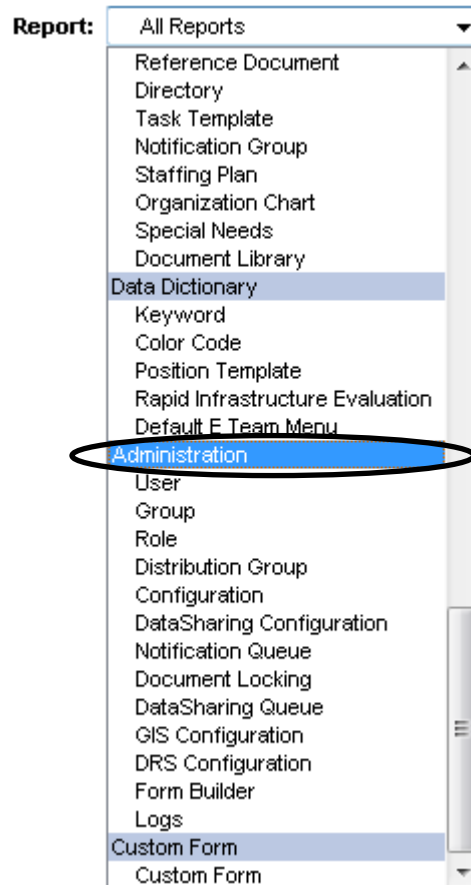 Report: All Reports
Reference Document
Directory
Task Template
Notification Group
Staffing Plan
Organization Chart
Special Needs
Document Library
Data Dictionary
Keyword
Color Code
Position Template
Rapid Infrastructure Evaluation
Default E Team Menu
Administration
User
Group
Role
Distribution Group
Configuration
DataSharing Configuration
Notification Queue
Document Locking
DataSharing Queue
GIS Configuration
DRS Configuration
Form Builder
Logs
Custom Form
Custom Form